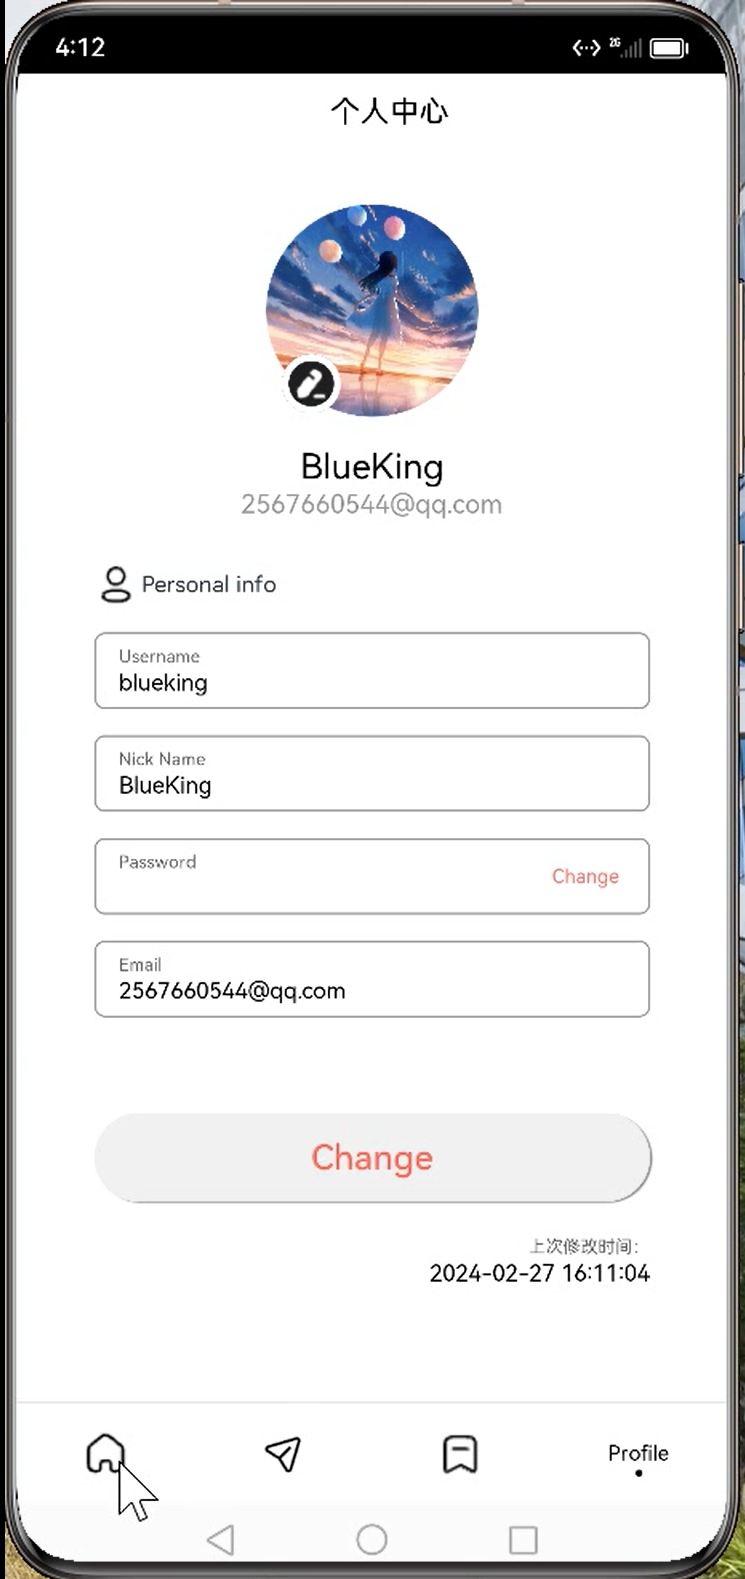 4:12
2G
个人中心
BlueKing
2567660544@qq.com
Personal info
Username
blueking
Nick Name
BlueKing
Password
Change
Email
2567660544@qq.com
Change
上次修改时间:
2024-02-27 16:11:04
Profile